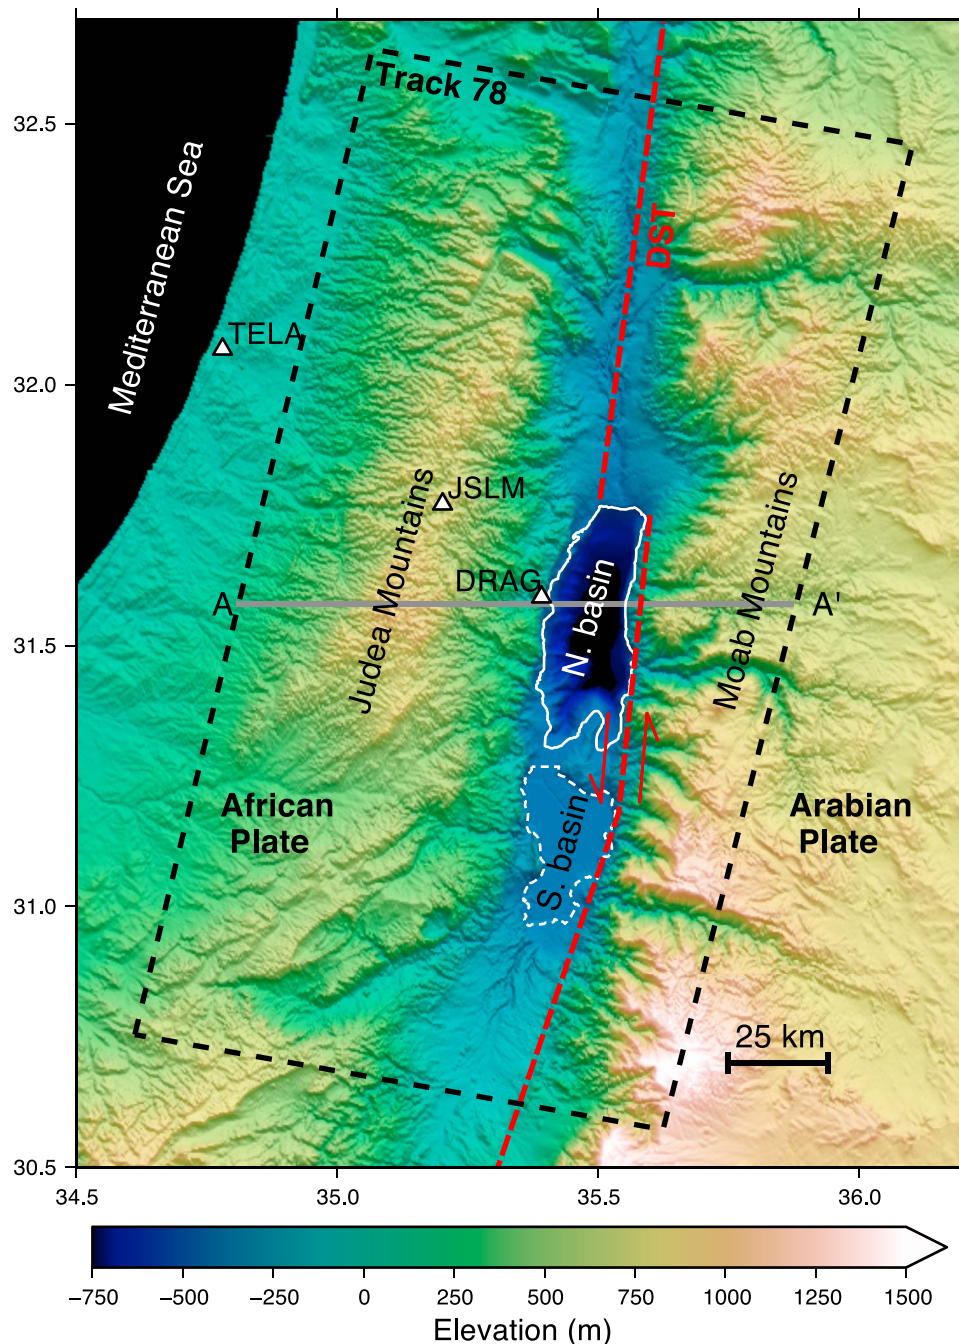 Track 78
32.5
Mediterranean Sea
DST
TELA
32.0
JSLM
DRAG
A
A'
N. basin
Judea Mountains
Moab Mountains
31.5
African
Plate
Arabian
Plate
S. basin
31.0
25 km
30.5
34.5
35.0
35.5
36.0
−750
−500
−250
0
250
500
750
1000
1250
1500
Elevation (m)